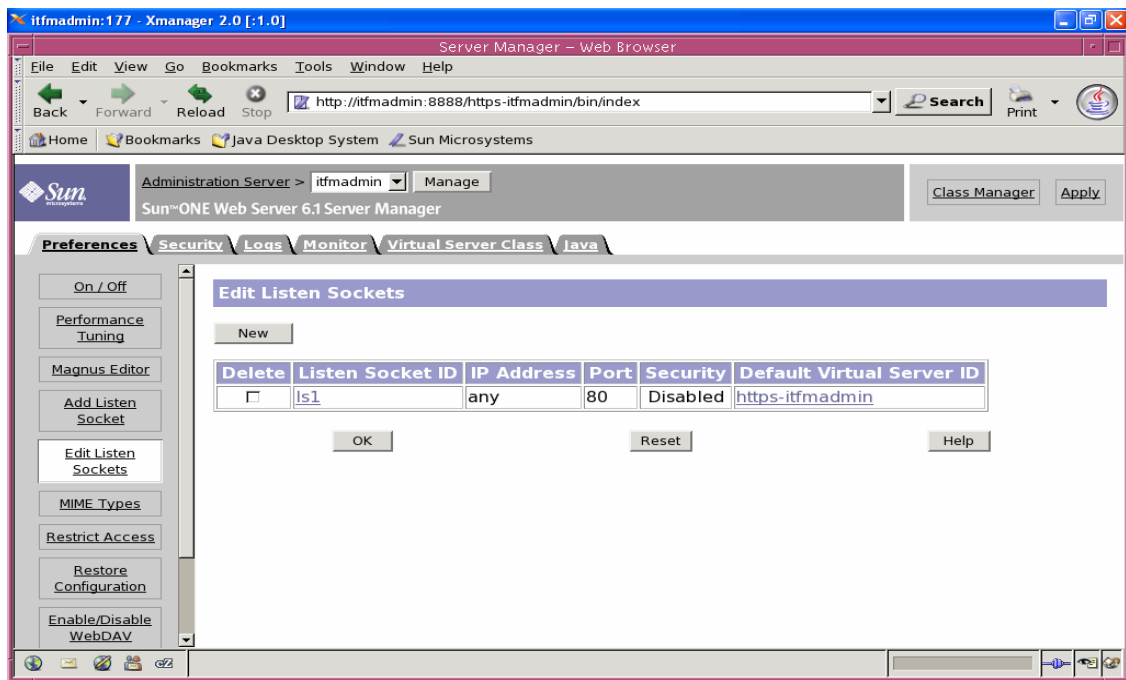 itfmadmin:177 - Xmanager 2.0 [:1.0]
Server Manager – Web Browser
File Edit View Go Bookmarks Tools Window Help
Back Forward Reload Stop http://itfmadmin:8888/https-itfmadmin/bin/index Search Print
Home Bookmarks Java Desktop System Sun Microsystems
Sun microsystems
Administration Server > itfmadmin Manage
Sun™ONE Web Server 6.1 Server Manager
Class Manager Apply
Preferences Security Logs Monitor Virtual Server Class Java
On / Off
Performance
Tuning
Magnus Editor
Add Listen
Socket
Edit Listen
Sockets
MIME Types
Restrict Access
Restore
Configuration
Enable/Disable
WebDAV
Edit Listen Sockets
New
Delete Listen Socket ID IP Address Port Security Default Virtual Server ID
ls1 any 80 Disabled https-itfmadmin
OK Reset Help